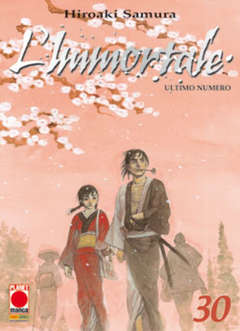 Hiroaki Samura
L'Immortale
ULTIMO NUMERO
PLANET
MANGA
30